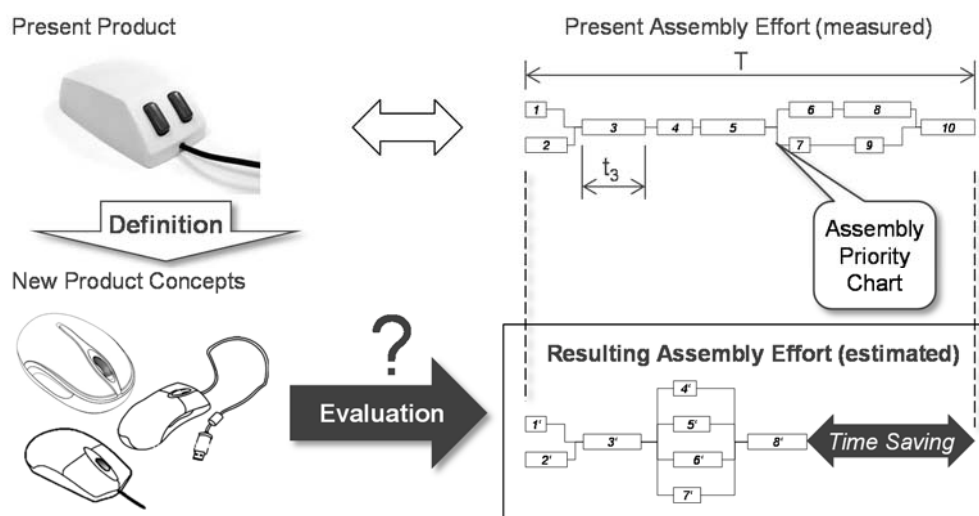 Present Product
Present Assembly Effort (measured)
T
1
2
3
4
5
6
8
7
9
10
t3
Assembly
Priority
Chart
Definition
New Product Concepts
?
Evaluation
Resulting Assembly Effort (estimated)
1'
2'
3'
4'
5'
6'
7'
8'
Time Saving